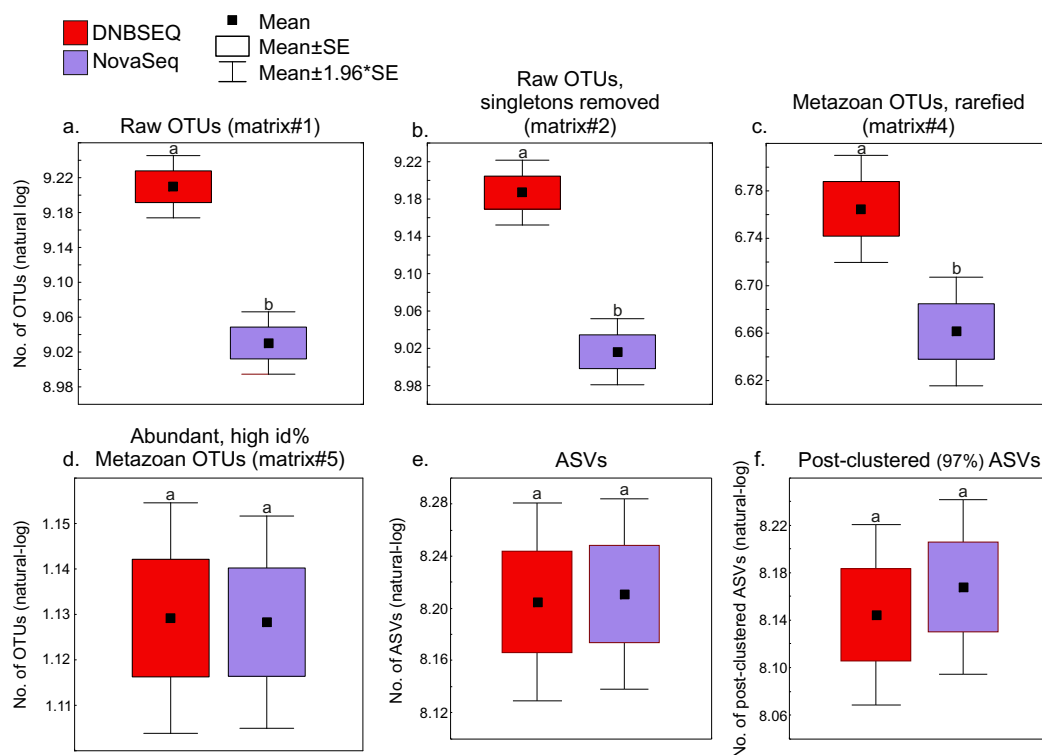 DNBSEQ
NovaSeq
Mean
Mean±SE
Mean±1.96*SE
a.
Raw OTUs (matrix#1)
No. of OTUs (natural log)
9.22
9.18
9.14
9.10
9.06
9.02
8.98
a
b
b.
Raw OTUs,
singletons removed
(matrix#2)
9.22
9.18
9.14
9.10
9.06
9.02
8.98
a
b
c.
Metazoan OTUs, rarefied
(matrix#4)
6.78
6.74
6.70
6.66
6.62
a
b
d.
Abundant, high id%
Metazoan OTUs (matrix#5)
No. of OTUs (natural-log)
1.15
1.14
1.13
1.12
1.11
a
a
e.
ASVs
No. of ASVs (natural-log)
8.28
8.24
8.20
8.16
8.12
a
a
f.
Post-clustered (97%) ASVs
No. of post-clustered ASVs (natural-log)
8.22
8.18
8.14
8.10
8.06
a
a